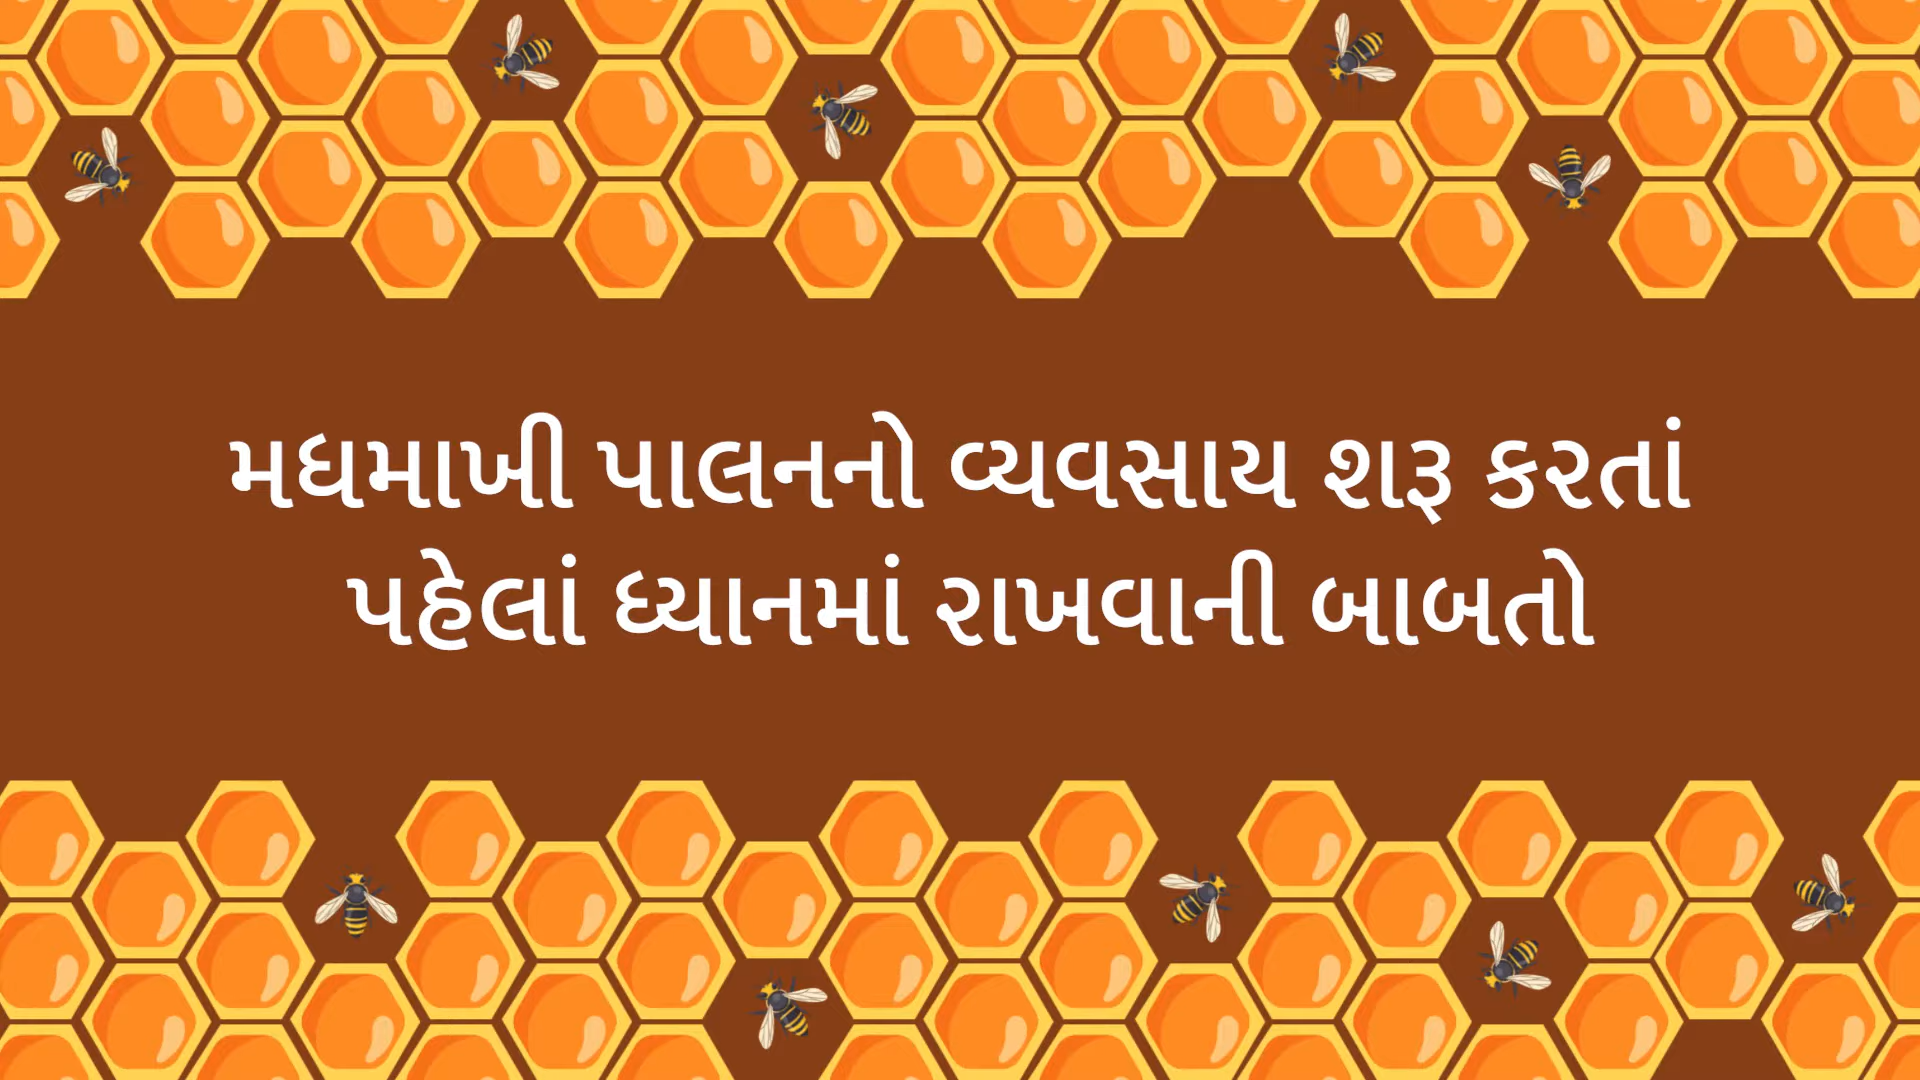 મધમાખી પાલનનો વ્યવસાય શરૂ કરતાં
પહેલાં ધ્યાનમાં રાખવાની બાબતો